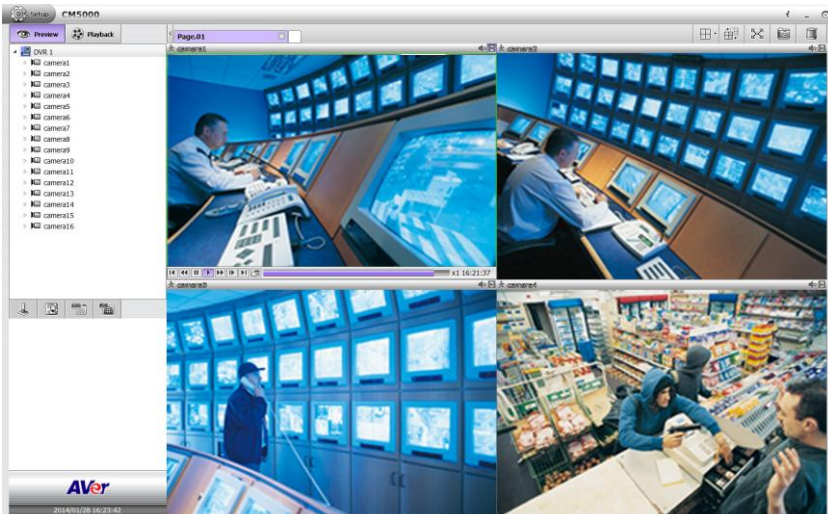 Setup CM5000
Preview Playback
Page.01
DVR 1
camera1
camera2
camera3
camera4
camera5
camera6
camera7
camera8
camera9
camera10
camera11
camera12
camera13
camera14
camera15
camera16
camera1
camera2
x1 16:21:37
camera3
camera4
AVer
2014/01/28 16:23:42